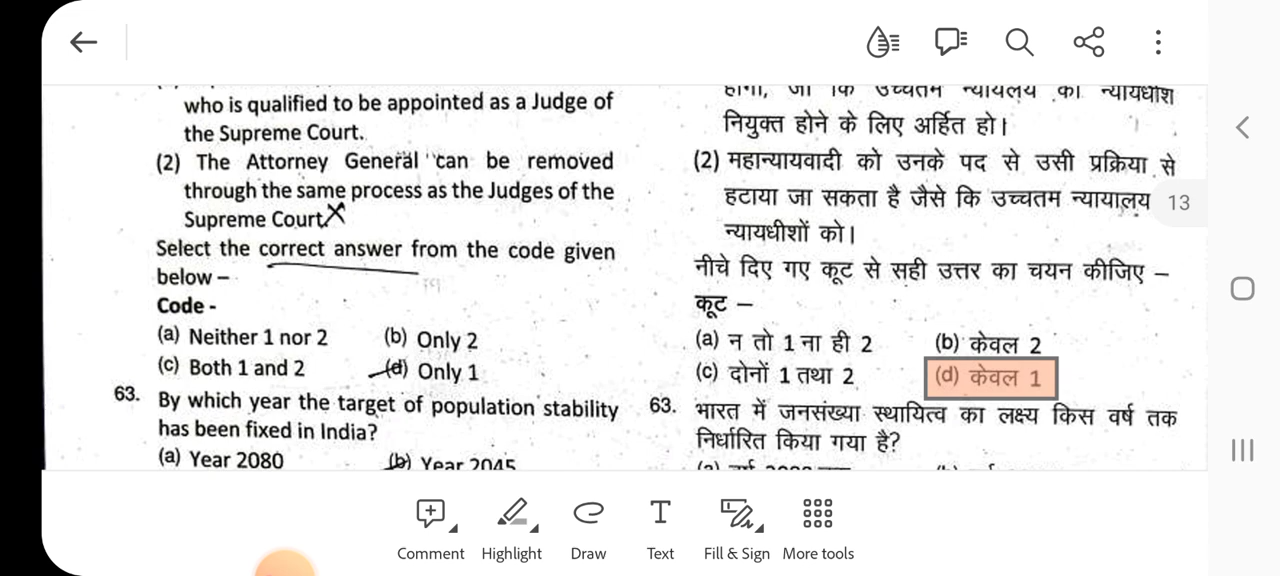 who is qualified to be appointed as a Judge of
the Supreme Court.
(2) The Attorney General can be removed
through the same process as the Judges of the
Supreme Court.
Select the correct answer from the code given
below –
Code -
(a) Neither 1 nor 2 (b) Only 2
(c) Both 1 and 2 (d) Only 1
63. By which year the target of population stability
has been fixed in India?
(a) Year 2080 (b) Year 2045
होगा, जो कि उच्चतम न्यायलय का न्यायधीश
नियुक्त होने के लिए अर्हित हो।
(2) महान्यायवादी को उनके पद से उसी प्रक्रिया से
हटाया जा सकता है जैसे कि उच्चतम न्यायालय
न्यायधीशों को।
नीचे दिए गए कूट से सही उत्तर का चयन कीजिए –
कूट –
(a) न तो 1 ना ही 2 (b) केवल 2
(c) दोनों 1 तथा 2 (d) केवल 1
63. भारत में जनसंख्या स्थायित्व का लक्ष्य किस वर्ष तक
निर्धारित किया गया है?
13
Comment Highlight Draw Text Fill & Sign More tools